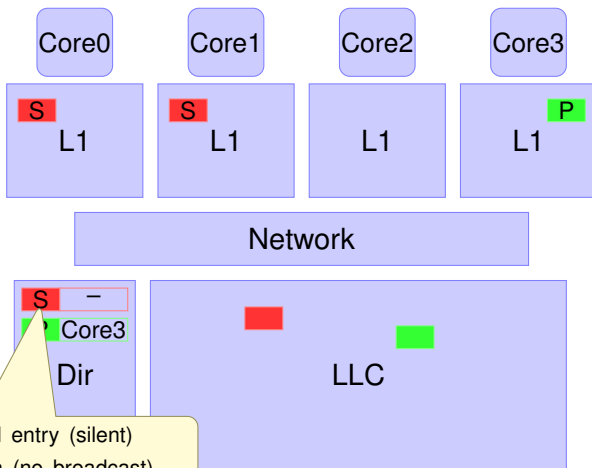 Core0 Core1 Core2 Core3
S S P
L1 L1 L1 L1
Network
S –
Core3
Dir LLC
entry (silent)
(no broadcast)